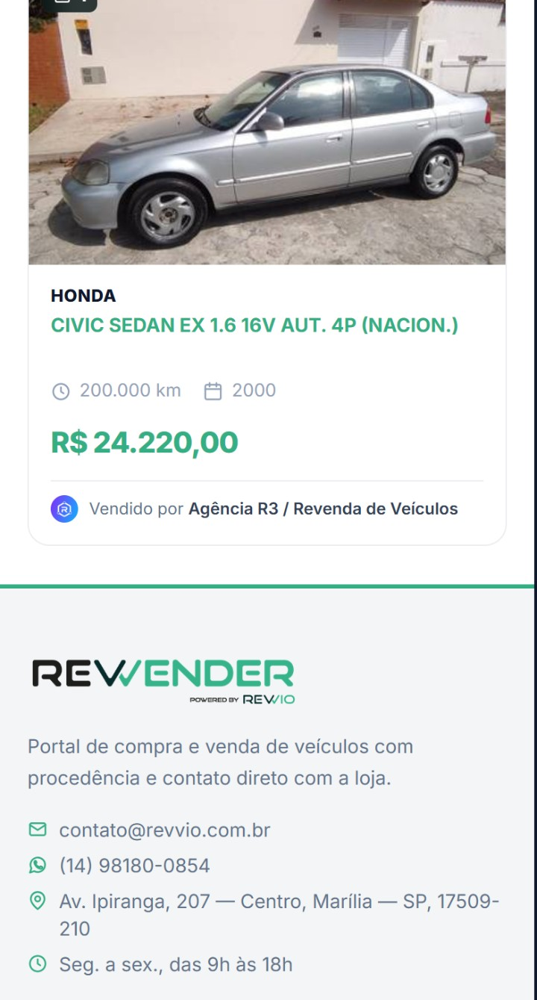 HONDA
CIVIC SEDAN EX 1.6 16V AUT. 4P (NACION.)
200.000 km 2000
R$ 24.220,00
Vendido por Agência R3 / Revenda de Veículos
REVVENDER
POWERED BY REVVIO
Portal de compra e venda de veículos com
procedência e contato direto com a loja.
contato@revvio.com.br
(14) 98180-0854
Av. Ipiranga, 207 — Centro, Marília — SP, 17509-
210
Seg. a sex., das 9h às 18h